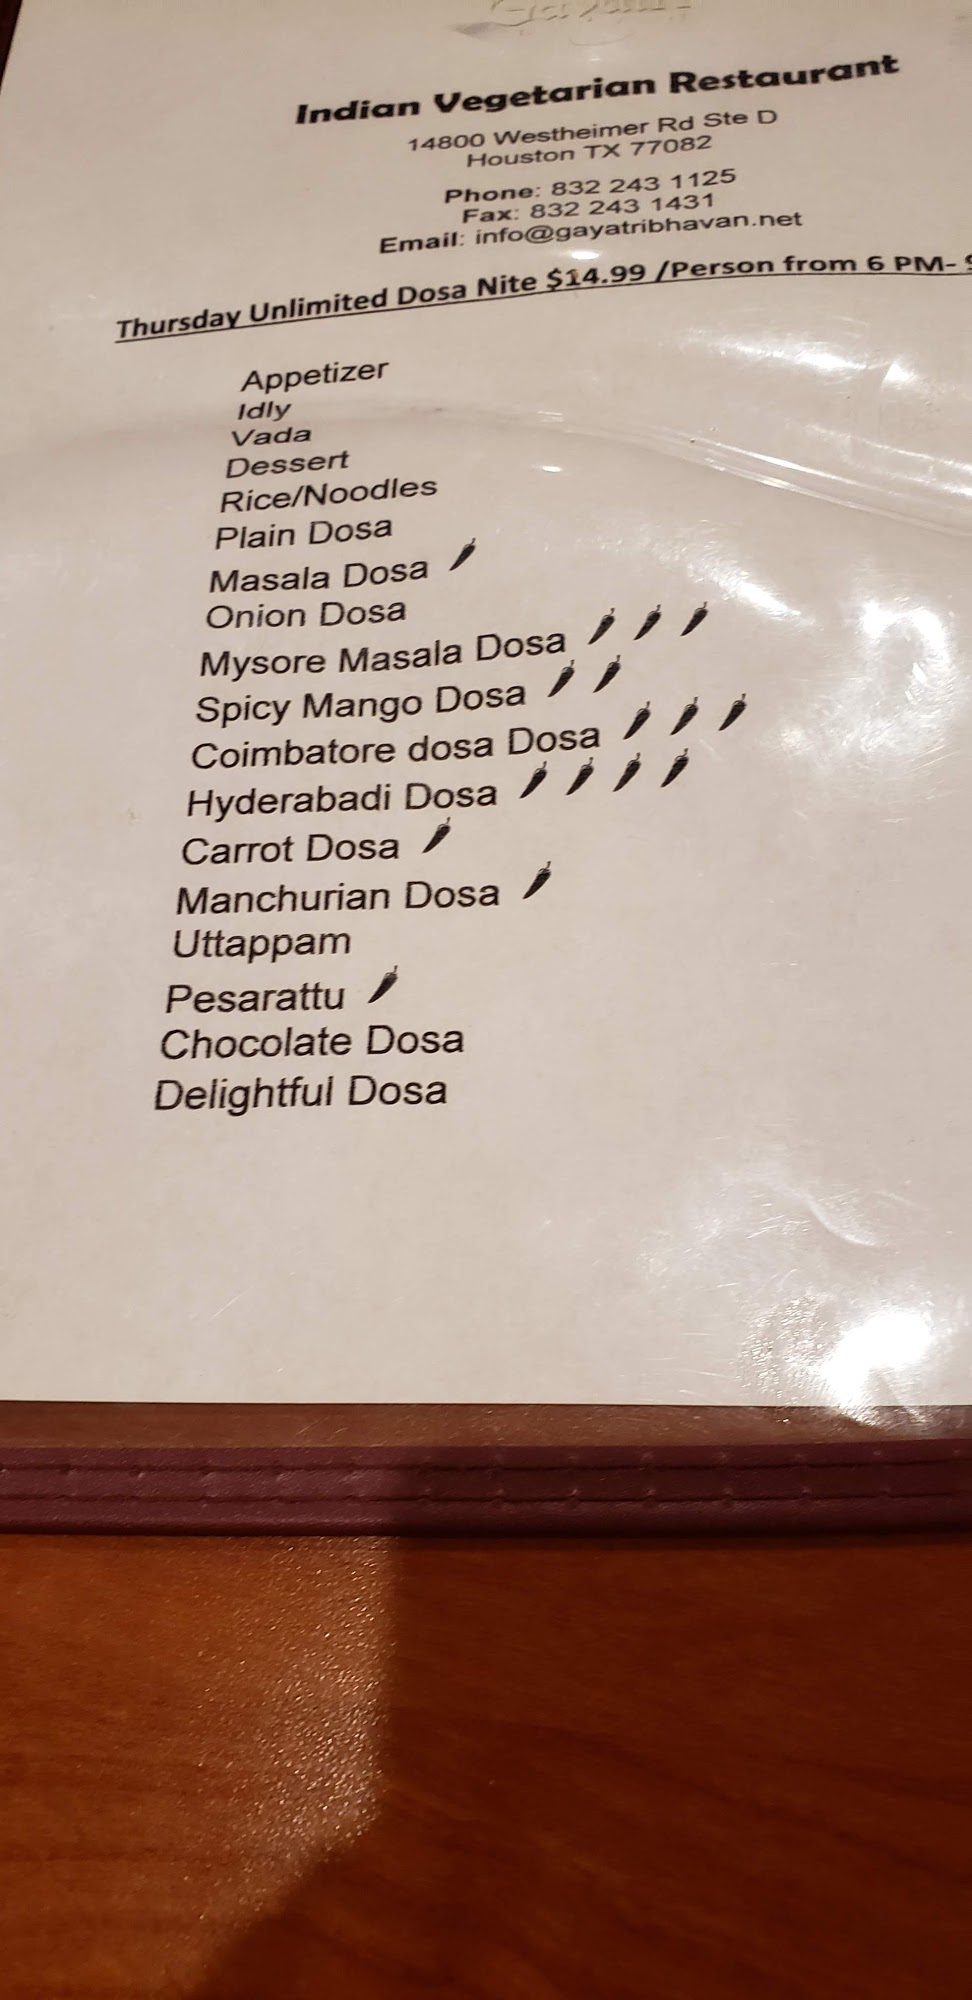 Indian Vegetarian Restaurant
14800 Westheimer Rd Ste D
Houston TX 77082
Phone: 832 243 1125
Fax: 832 243 1431
Email: info@gayatribhavan.net
Thursday Unlimited Dosa Nite $14.99 /Person from 6 PM-
Appetizer
Idly
Vada
Dessert
Rice/Noodles
Plain Dosa
Masala Dosa
Onion Dosa
Mysore Masala Dosa
Spicy Mango Dosa
Coimbatore dosa Dosa
Hyderabadi Dosa
Carrot Dosa
Manchurian Dosa
Uttappam
Pesarattu
Chocolate Dosa
Delightful Dosa